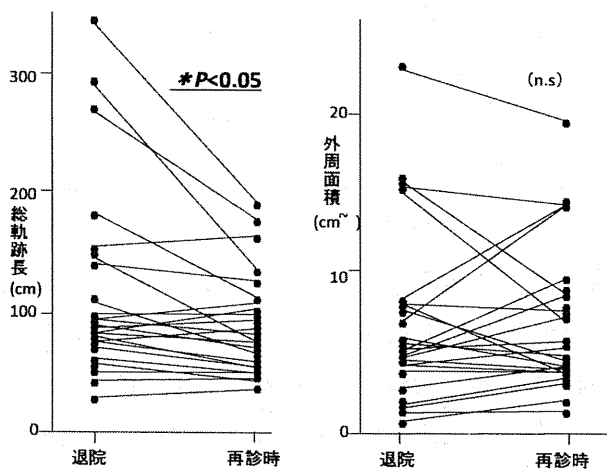 300
200
100
0
総軌跡長
(cm)
*P<0.05
退院
再診時
20
10
0
外周面積
(cm~)
(n.s)
退院
再診時